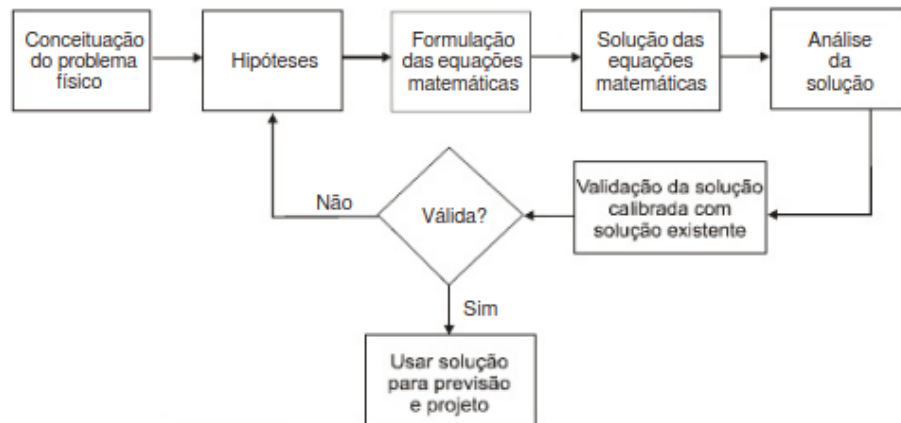 Conceituação
do problema
físico
Hipóteses
Formulação
das equações
matemáticas
Solução das
equações
matemáticas
Análise
da
solução
Validação da solução
calibrada com
solução existente
Válida?
Não
Sim
Usar solução
para previsão
e projeto